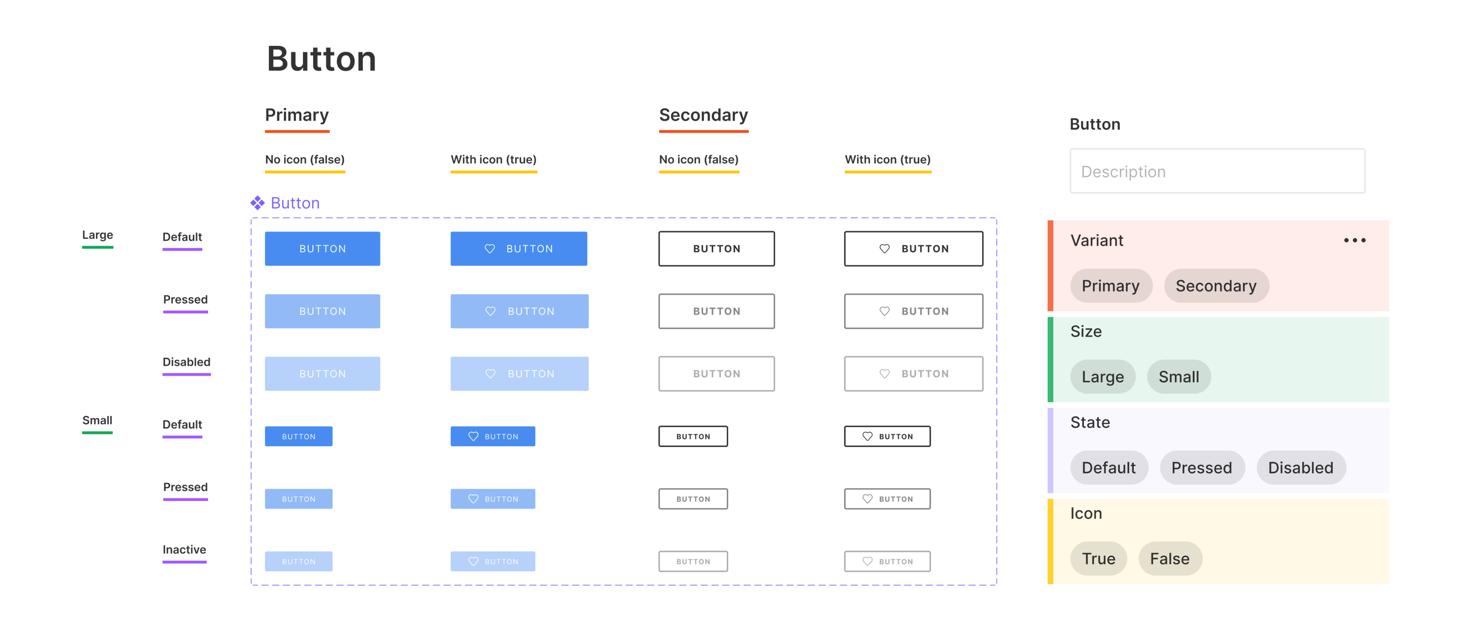 Button
Primary
Secondary
No icon (false)
With icon (true)
No icon (false)
With icon (true)
Button
Large
Default
BUTTON
BUTTON
BUTTON
BUTTON
Pressed
BUTTON
BUTTON
BUTTON
BUTTON
Disabled
BUTTON
BUTTON
BUTTON
BUTTON
Small
Default
BUTTON
BUTTON
BUTTON
BUTTON
Pressed
BUTTON
BUTTON
BUTTON
BUTTON
Inactive
BUTTON
BUTTON
BUTTON
BUTTON
Button
Description
Variant
Primary
Secondary
Size
Large
Small
State
Default
Pressed
Disabled
Icon
True
False